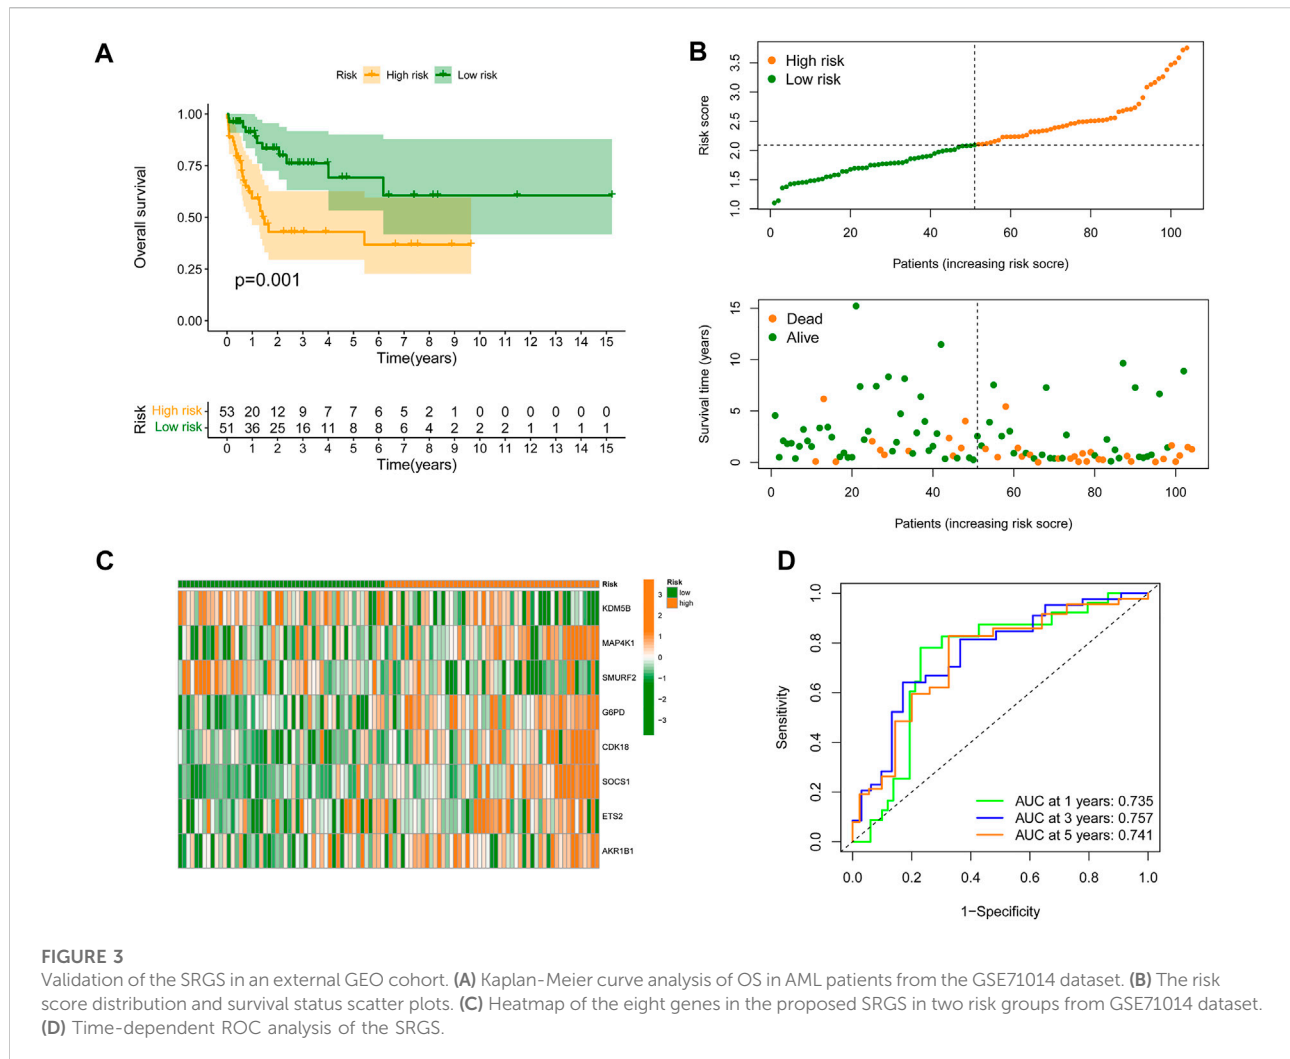 A
Risk High risk Low risk
Overall survival
1.00
0.75
0.50
0.25
0.00
p=0.001
0 1 2 3 4 5 6 7 8 9 10 11 12 13 14 15
Time(years)
Risk
High risk 53 20 12 9 7 7 6 5 2 1 0 0 0 0 0 0
Low risk 51 36 25 16 11 8 8 6 4 2 2 2 1 1 1 1
0 1 2 3 4 5 6 7 8 9 10 11 12 13 14 15
Time(years)
B
High risk
Low risk
Risk score
3.5
3.0
2.5
2.0
1.5
1.0
0 20 40 60 80 100
Patients (increasing risk socre)
Dead
Alive
Survival time (years)
15
10
5
0
0 20 40 60 80 100
Patients (increasing risk socre)
C
Risk
KDM5B
MAP4K1
SMURF2
G6PD
CDK18
SOCS1
ETS2
AKR1B1
3
2
1
0
−1
−2
−3
Risk
low
high
D
Sensitivity
1.0
0.8
0.6
0.4
0.2
0.0
AUC at 1 years: 0.735
AUC at 3 years: 0.757
AUC at 5 years: 0.741
0.0 0.2 0.4 0.6 0.8 1.0
1−Specificity
FIGURE 3
Validation of the SRGS in an external GEO cohort. (A) Kaplan-Meier curve analysis of OS in AML patients from the GSE71014 dataset. (B) The risk
score distribution and survival status scatter plots. (C) Heatmap of the eight genes in the proposed SRGS in two risk groups from GSE71014 dataset.
(D) Time-dependent ROC analysis of the SRGS.